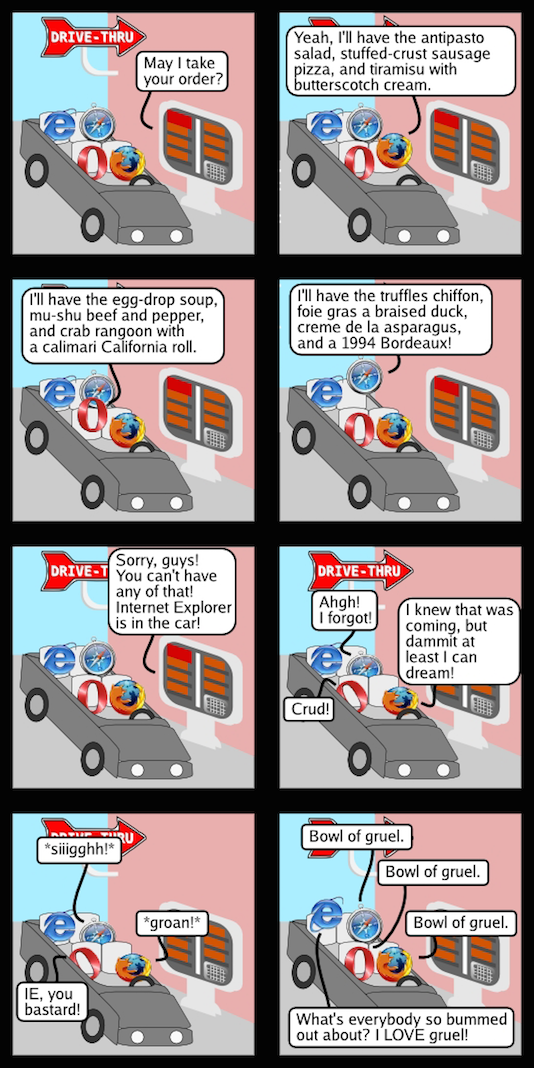 DRIVE-THRU
May I take
your order?
Yeah, I'll have the antipasto
salad, stuffed-crust sausage
pizza, and tiramisu with
butterscotch cream.
I'll have the egg-drop soup,
mu-shu beef and pepper,
and crab rangoon with
a calimari California roll.
I'll have the truffles chiffon,
foie gras a braised duck,
creme de la asparagus,
and a 1994 Bordeaux!
DRIVE-T
Sorry, guys!
You can't have
any of that!
Internet Explorer
is in the car!
DRIVE-THRU
Ahgh!
I forgot!
I knew that was
coming, but
dammit at
least I can
dream!
Crud!
DRIVE-THRU
*siiigghh!*
*groan!*
IE, you
bastard!
Bowl of gruel.
Bowl of gruel.
Bowl of gruel.
What's everybody so bummed
out about? I LOVE gruel!